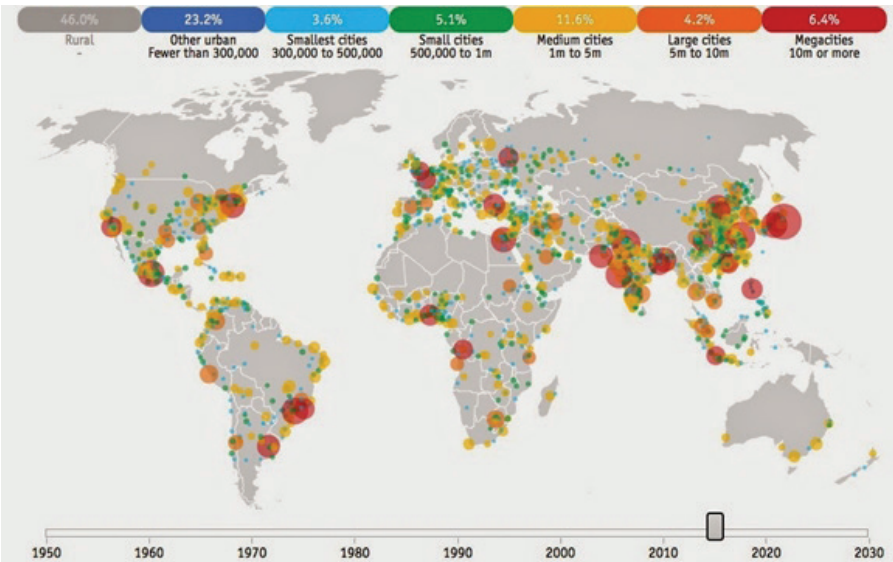 46.0%
23.2%
3.6%
5.1%
11.6%
4.2%
6.4%
Rural
-
Other urban
Fewer than 300,000
Smallest cities
300,000 to 500,000
Small cities
500,000 to 1m
Medium cities
1m to 5m
Large cities
5m to 10m
Megacities
10m or more
1950
1960
1970
1980
1990
2000
2010
2020
2030